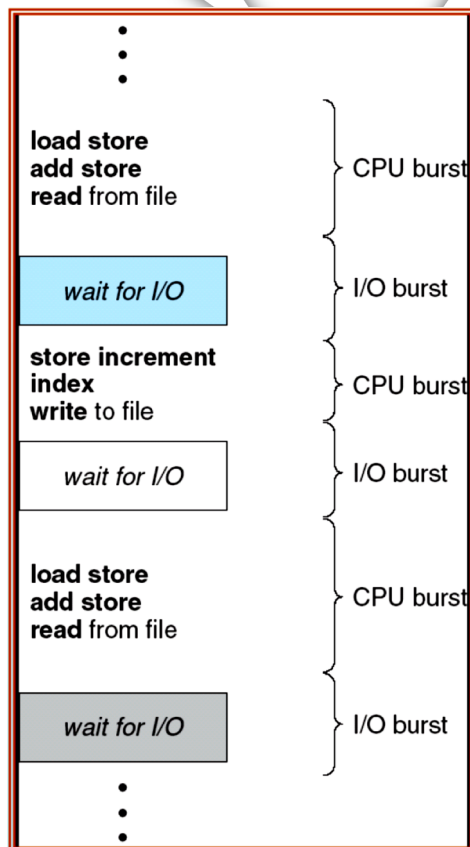 load store
add store
read from file
CPU burst
wait for I/O
I/O burst
store increment
index
write to file
CPU burst
wait for I/O
I/O burst
load store
add store
read from file
CPU burst
wait for I/O
I/O burst